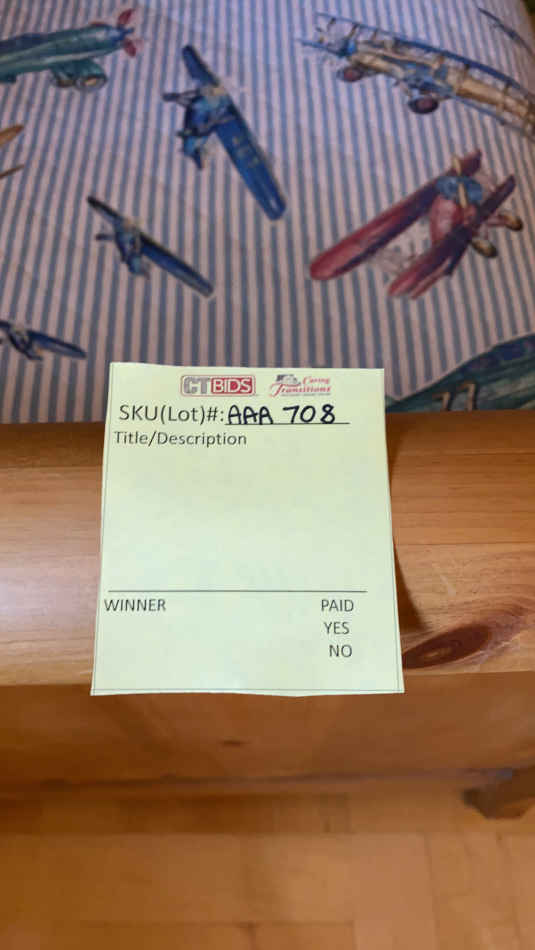 CTBIDS Caring Transitions
SKU(Lot)#: AAA 708
Title/Description
WINNER PAID
YES
NO